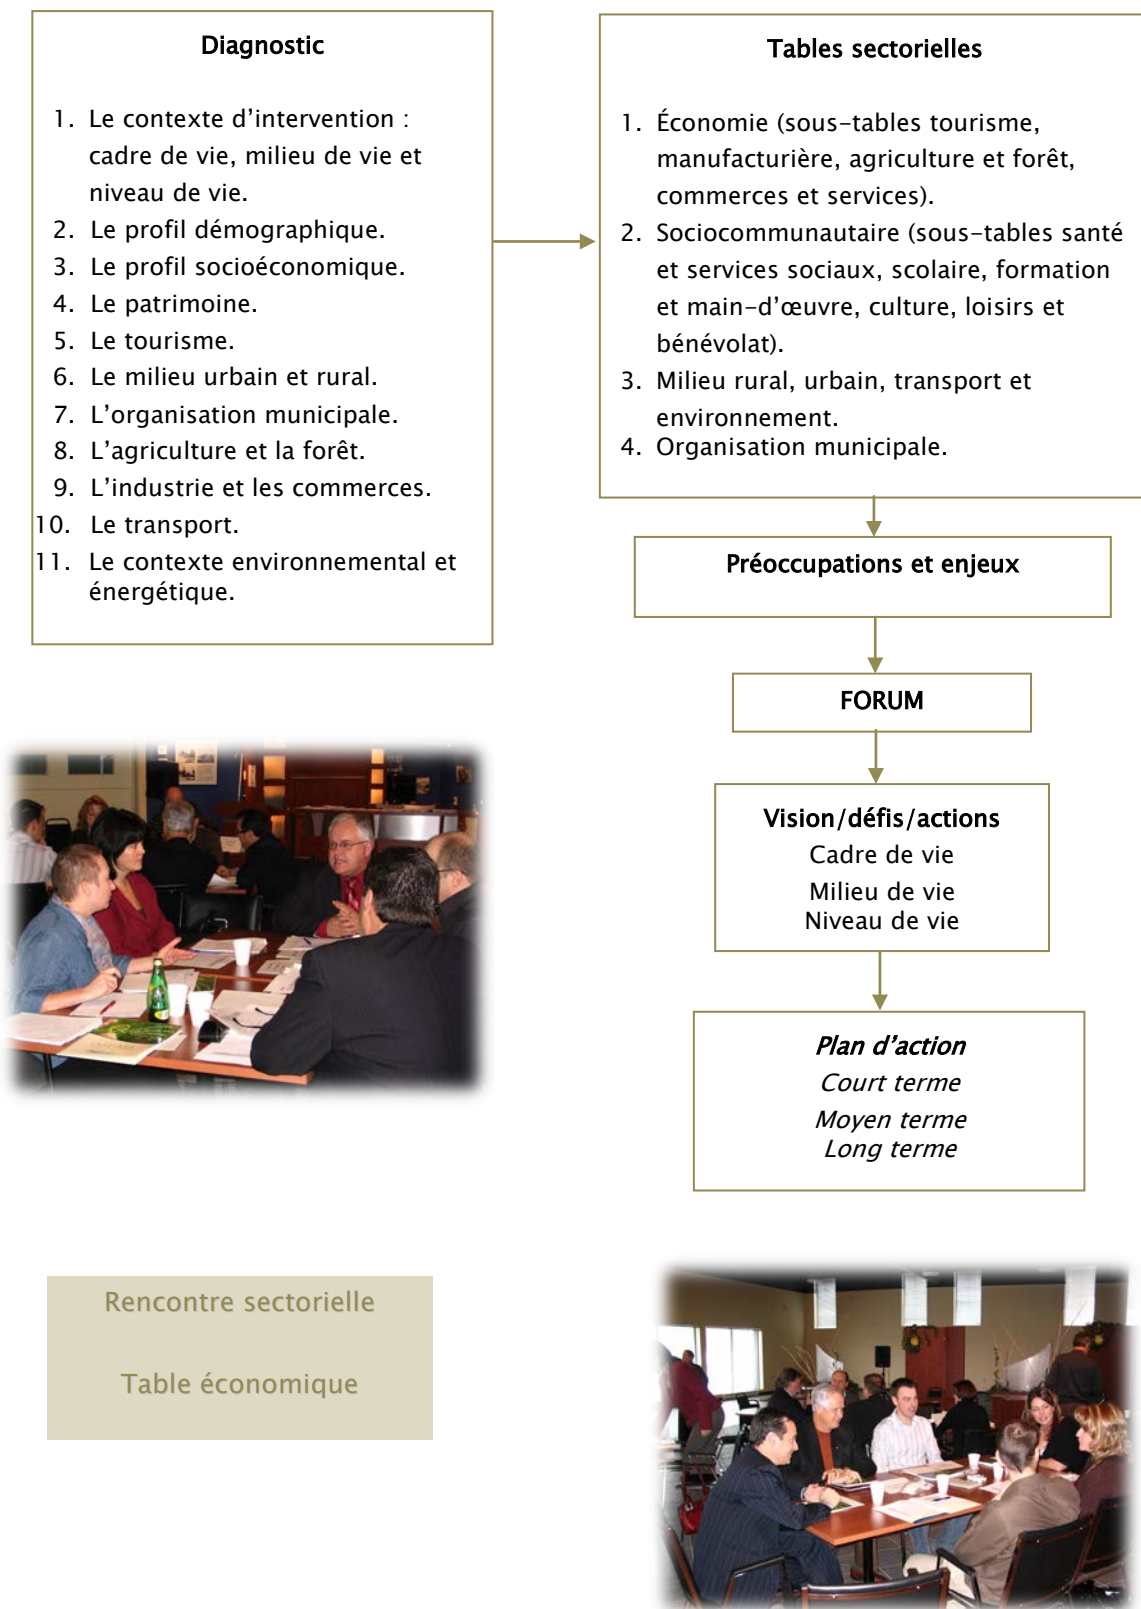 Diagnostic
1. Le contexte d’intervention :
cadre de vie, milieu de vie et
niveau de vie.
2. Le profil démographique.
3. Le profil socioéconomique.
4. Le patrimoine.
5. Le tourisme.
6. Le milieu urbain et rural.
7. L’organisation municipale.
8. L’agriculture et la forêt.
9. L’industrie et les commerces.
10. Le transport.
11. Le contexte environnemental et
énergétique.
Tables sectorielles
1. Économie (sous-tables tourisme,
manufacturière, agriculture et forêt,
commerces et services).
2. Sociocommunautaire (sous-tables santé
et services sociaux, scolaire, formation
et main-d’œuvre, culture, loisirs et
bénévolat).
3. Milieu rural, urbain, transport et
environnement.
4. Organisation municipale.
Préoccupations et enjeux
FORUM
Vision/défis/actions
Cadre de vie
Milieu de vie
Niveau de vie
Plan d’action
Court terme
Moyen terme
Long terme
Rencontre sectorielle
Table économique